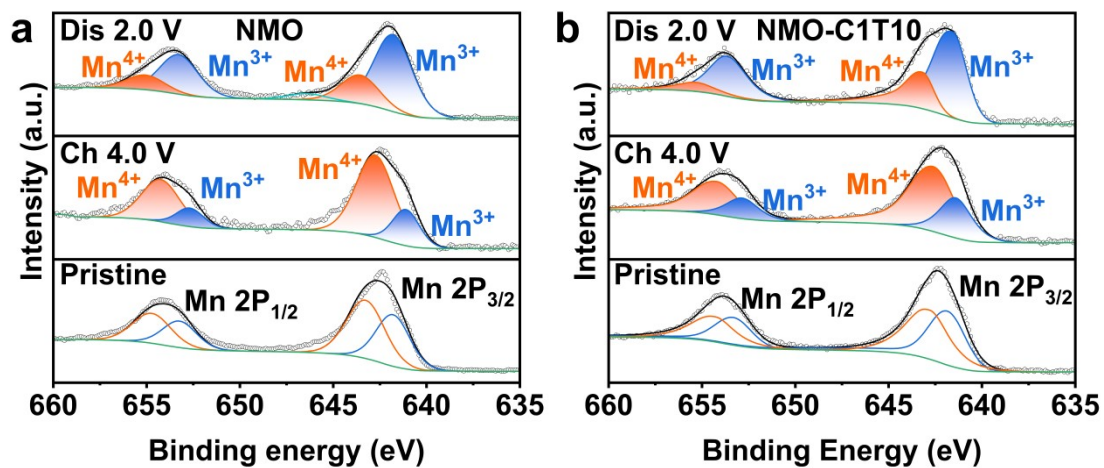 a
Dis 2.0 V NMO
Mn⁴⁺ Mn³⁺ Mn⁴⁺ Mn³⁺
Ch 4.0 V
Mn⁴⁺ Mn³⁺ Mn⁴⁺ Mn³⁺
Pristine
Mn 2P₁/₂ Mn 2P₃/₂
Intensity (a.u.)
660 655 650 645 640 635
Binding energy (eV)
b
Dis 2.0 V NMO-C1T10
Mn⁴⁺ Mn³⁺ Mn⁴⁺ Mn³⁺
Ch 4.0 V
Mn⁴⁺ Mn³⁺ Mn⁴⁺ Mn³⁺
Pristine
Mn 2P₁/₂ Mn 2P₃/₂
Intensity (a.u.)
660 655 650 645 640 635
Binding Energy (eV)